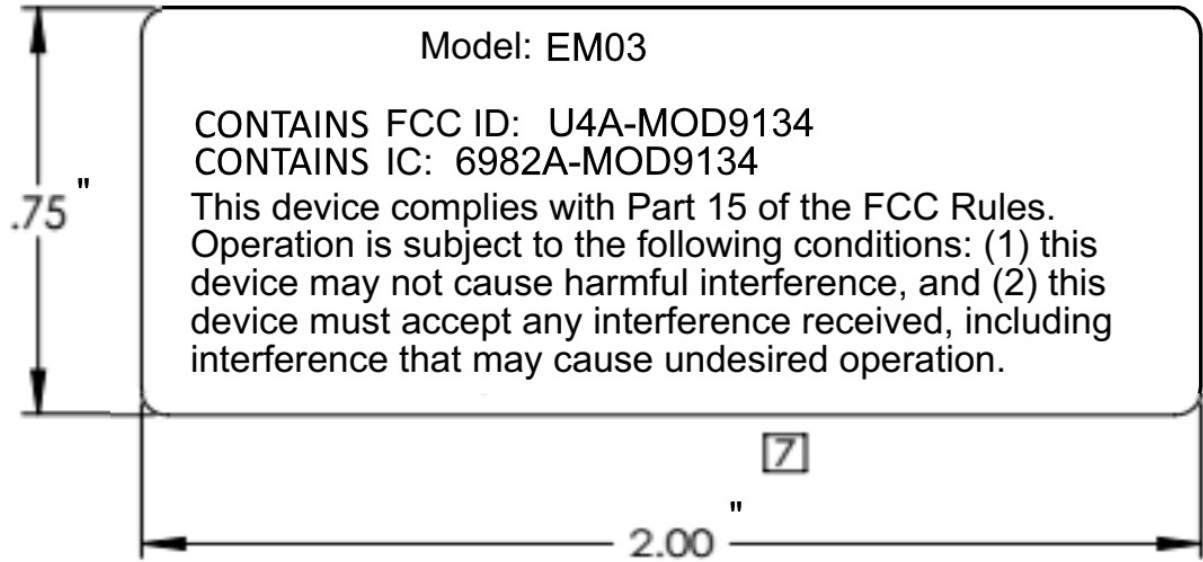 Model: EM03
CONTAINS FCC ID: U4A-MOD9134
CONTAINS IC: 6982A-MOD9134
This device complies with Part 15 of the FCC Rules.
Operation is subject to the following conditions: (1) this
device may not cause harmful interference, and (2) this
device must accept any interference received, including
interference that may cause undesired operation.
.75"
7
2.00"